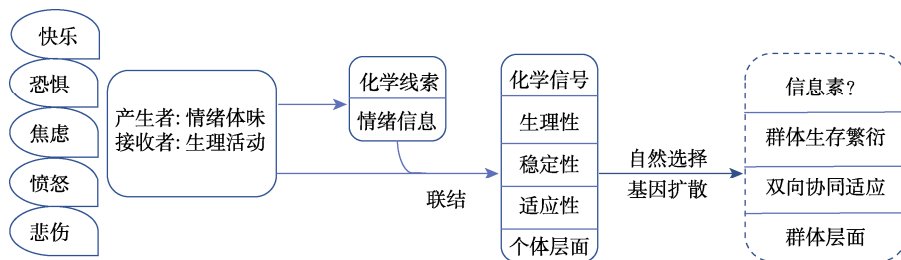 快乐
恐惧
焦虑
愤怒
悲伤
产生者: 情绪体味
接收者: 生理活动
化学线索
情绪信息
联结
化学信号
生理性
稳定性
适应性
个体层面
自然选择
基因扩散
信息素?
群体生存繁衍
双向协同适应
群体层面